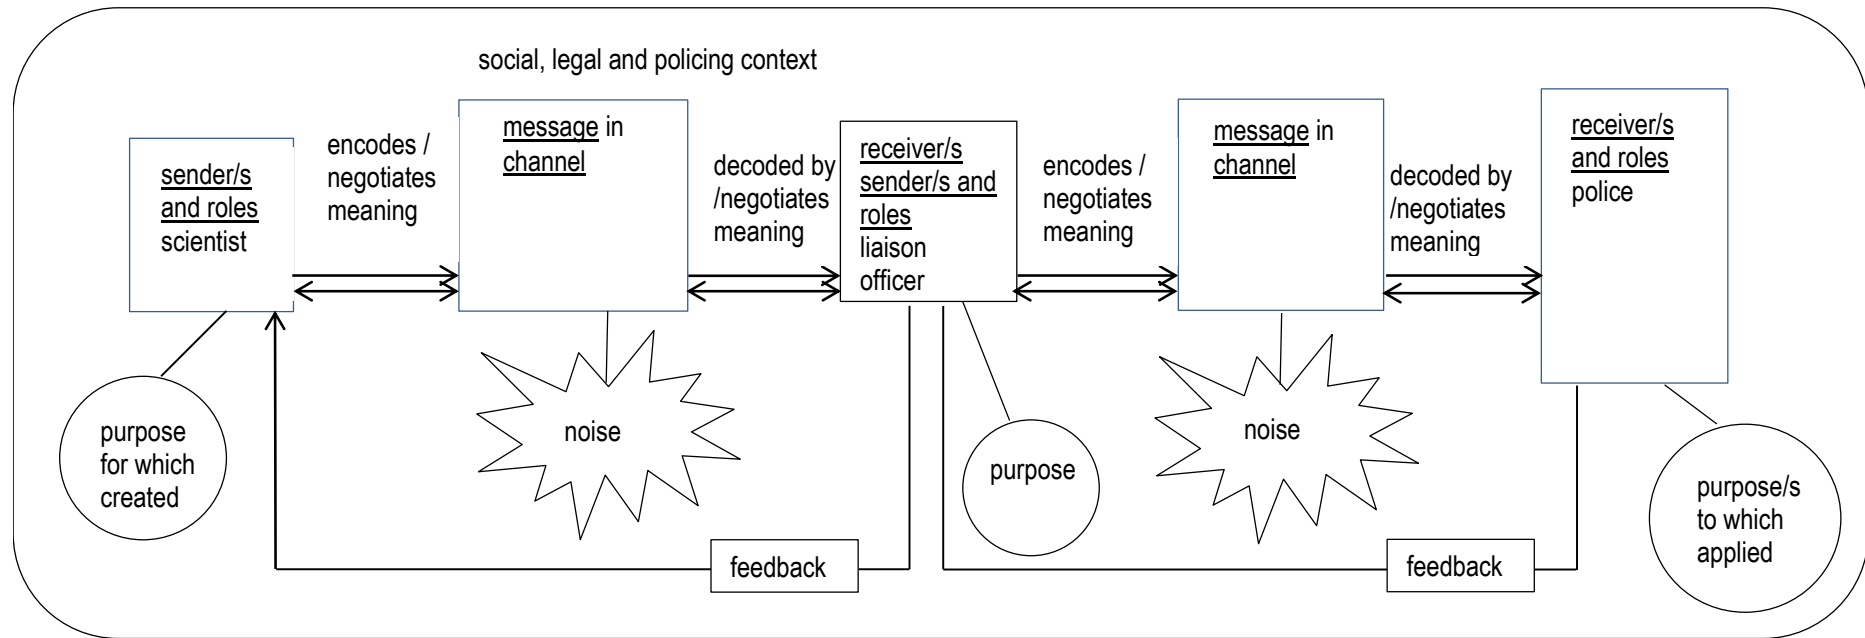 social, legal and policing context
sender/s
and roles
scientist
encodes /
negotiates
meaning
message in
channel
decoded by
/negotiates
meaning
receiver/s
sender/s and
roles
liaison
officer
encodes /
negotiates
meaning
message in
channel
decoded by
/negotiates
meaning
receiver/s
and roles
police
purpose
for which
created
noise
purpose
noise
purpose/s
to which
applied
feedback
feedback